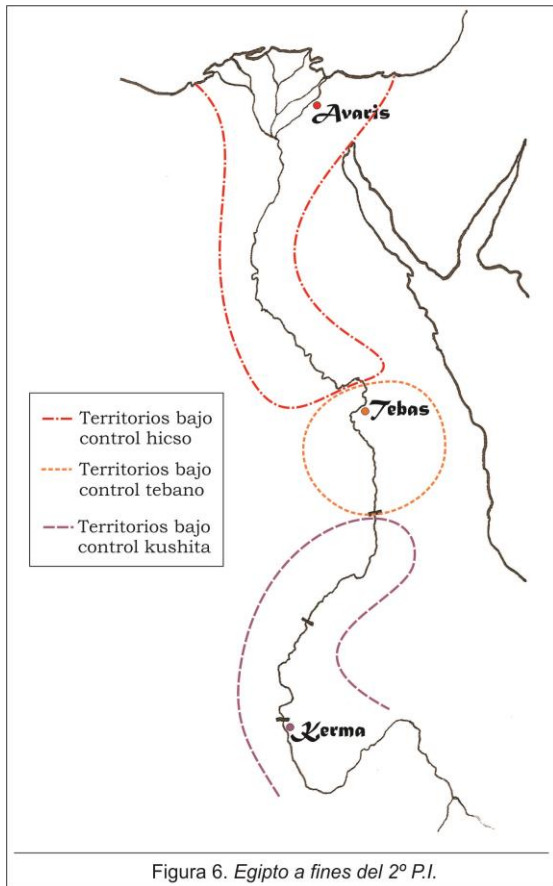 Avaris
Tebas
Territorios bajo
control hicso
Territorios bajo
control tebano
Territorios bajo
control kushita
Kerma
Figura 6. Egipto a fines del 2º P.I.